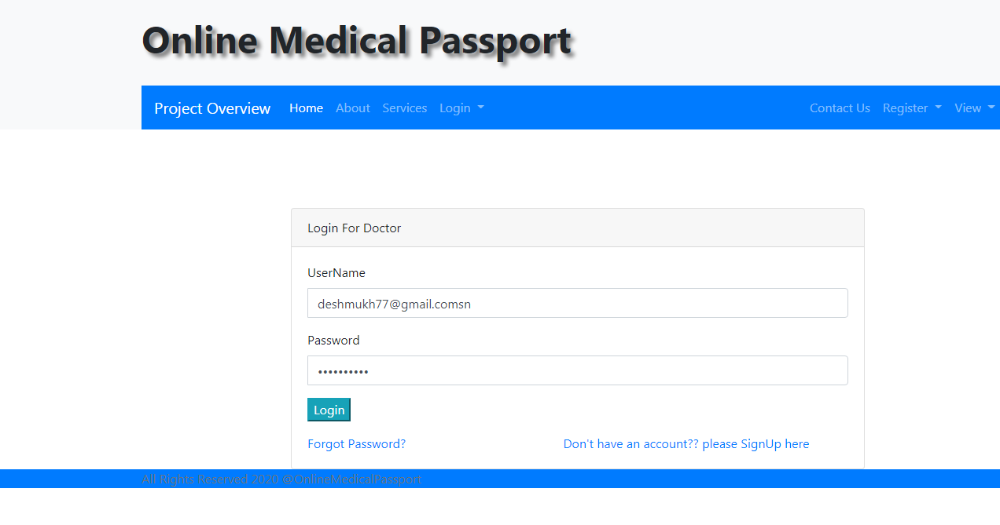 Online Medical Passport
Project Overview Home About Services Login Contact Us Register View
Login For Doctor
UserName
deshmukh77@gmail.comsn
Password
••••••••••
Login
Forgot Password? Don't have an account?? please SignUp here
All Rights Reserved 2020 @OnlineMedicalPassport